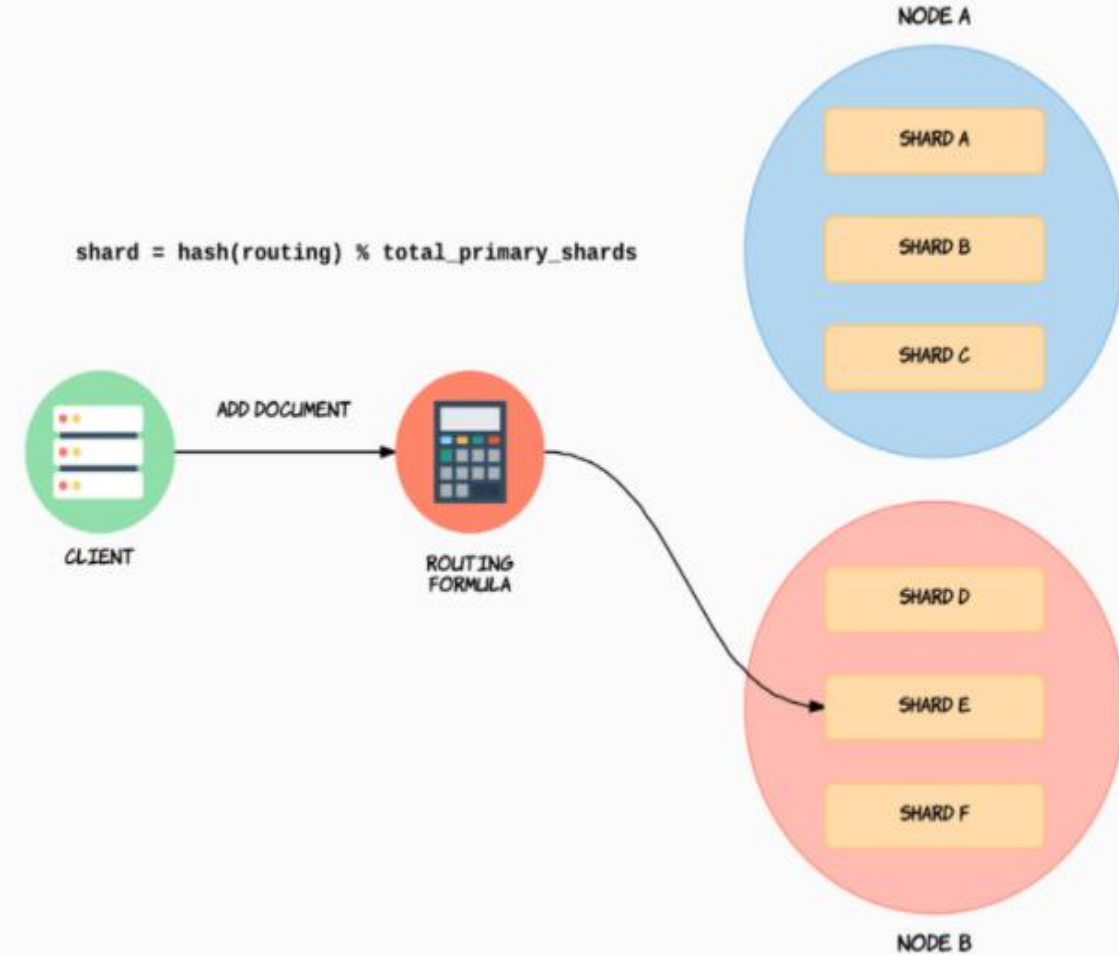 NODE A
SHARD A
SHARD B
SHARD C
shard = hash(routing) % total_primary_shards
ADD DOCUMENT
CLIENT
ROUTING
FORMULA
SHARD D
SHARD E
SHARD F
NODE B